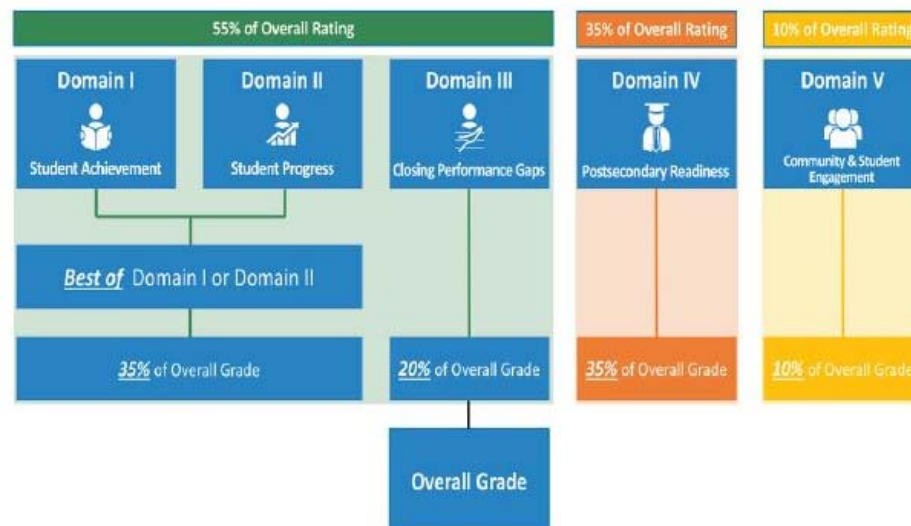 55% of Overall Rating
35% of Overall Rating
10% of Overall Rating
Domain I
Student Achievement
Domain II
Student Progress
Domain III
Closing Performance Gaps
Domain IV
Postsecondary Readiness
Domain V
Community & Student
Engagement
Best of Domain I or Domain II
35% of Overall Grade
20% of Overall Grade
35% of Overall Grade
10% of Overall Grade
Overall Grade